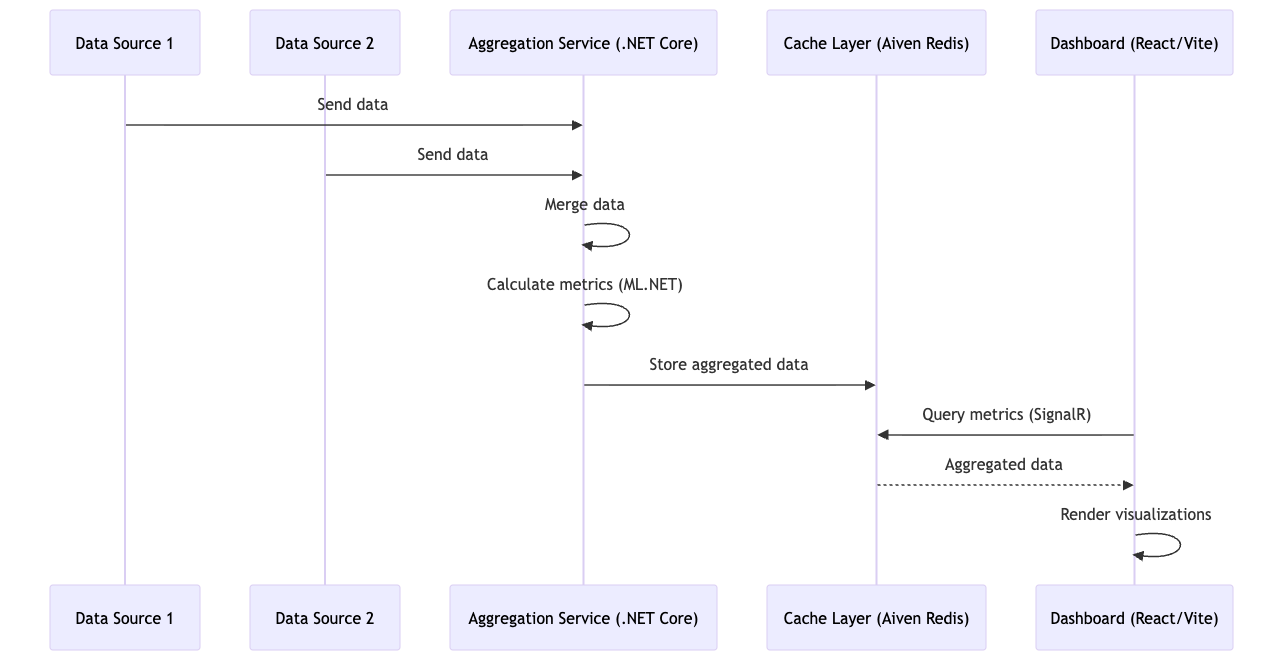 Data Source 1
Data Source 2
Aggregation Service (.NET Core)
Cache Layer (Aiven Redis)
Dashboard (React/Vite)
Send data
Send data
Merge data
Calculate metrics (ML.NET)
Store aggregated data
Query metrics (SignalR)
Aggregated data
Render visualizations
Data Source 1
Data Source 2
Aggregation Service (.NET Core)
Cache Layer (Aiven Redis)
Dashboard (React/Vite)